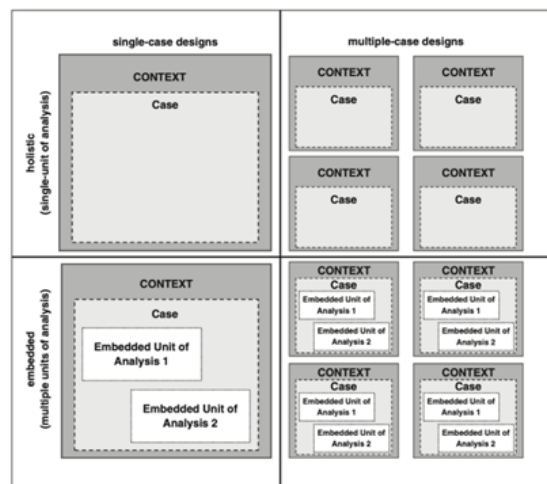 single-case designs
multiple-case designs
holistic
(single-unit of analysis)
CONTEXT
Case
CONTEXT
Case
CONTEXT
Case
CONTEXT
Case
CONTEXT
Case
embedded
(multiple units of analysis)
CONTEXT
Case
Embedded Unit of
Analysis 1
Embedded Unit of
Analysis 2
CONTEXT
Case
Embedded Unit of
Analysis 1
Embedded Unit of
Analysis 2
CONTEXT
Case
Embedded Unit of
Analysis 1
Embedded Unit of
Analysis 2
CONTEXT
Case
Embedded Unit of
Analysis 1
Embedded Unit of
Analysis 2
CONTEXT
Case
Embedded Unit of
Analysis 1
Embedded Unit of
Analysis 2